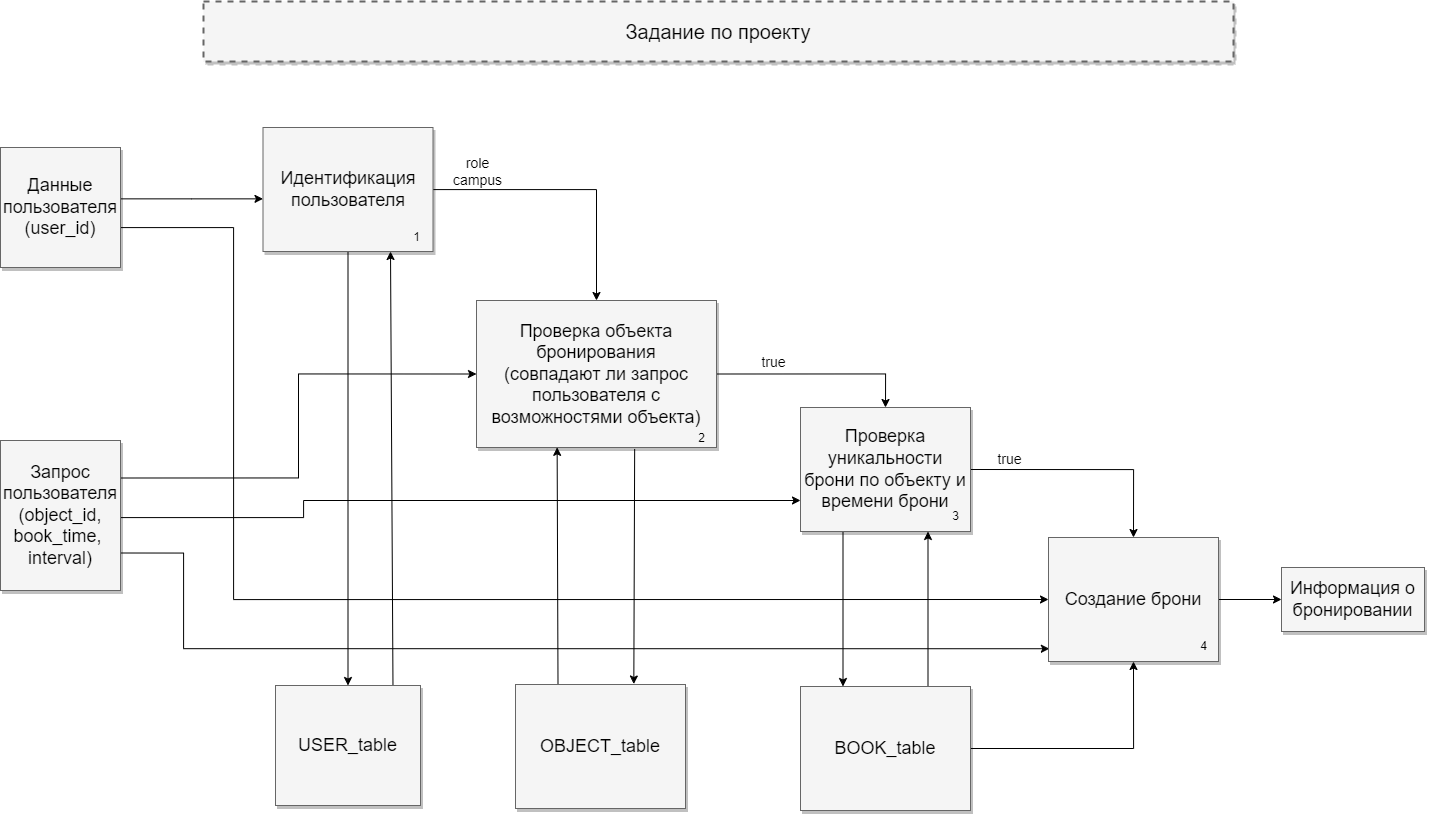 Задание по проекту
Данные
пользователя
(user_id)
Идентификация
пользователя
1
role
campus
Проверка объекта
бронирования
(совпадают ли запрос
пользователя с
возможностями объекта)
2
true
Проверка
уникальности
брони по объекту и
времени брони
3
true
Запрос
пользователя
(object_id,
book_time,
interval)
Создание брони
4
Информация о
бронировании
USER_table
OBJECT_table
BOOK_table